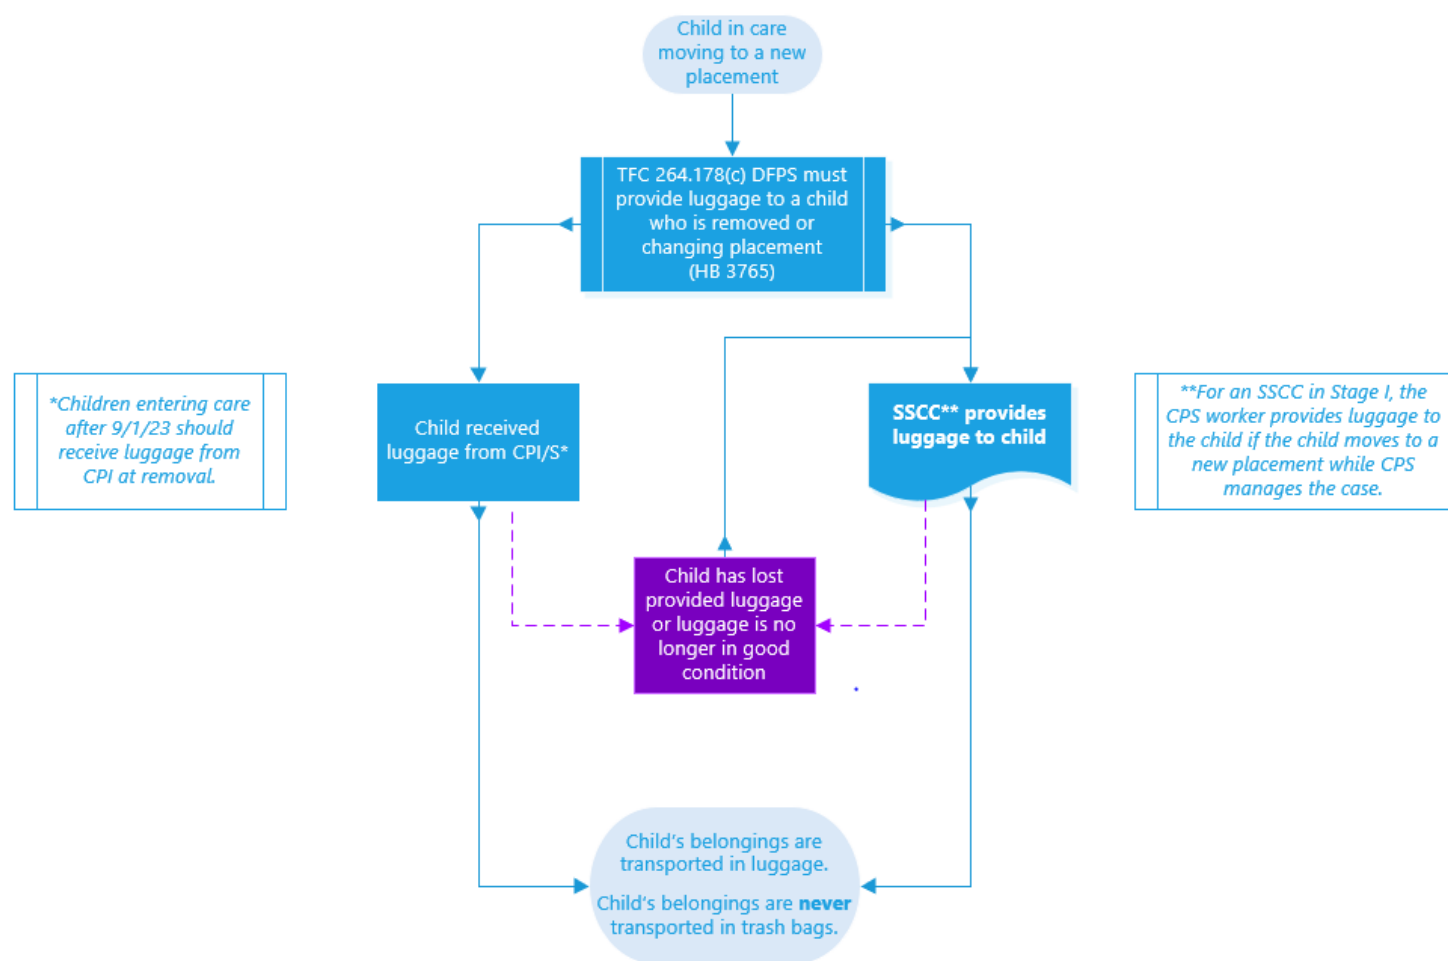 Child in care
moving to a new
placement
TFC 264.178(c) DFPS must
provide luggage to a child
who is removed or
changing placement
(HB 3765)
*Children entering care
after 9/1/23 should
receive luggage from
CPI at removal.
Child received
luggage from CPI/S*
SSCC** provides
luggage to child
**For an SSCC in Stage I, the
CPS worker provides luggage to
the child if the child moves to a
new placement while CPS
manages the case.
Child has lost
provided luggage
or luggage is no
longer in good
condition
Child's belongings are
transported in luggage.
Child's belongings are never
transported in trash bags.